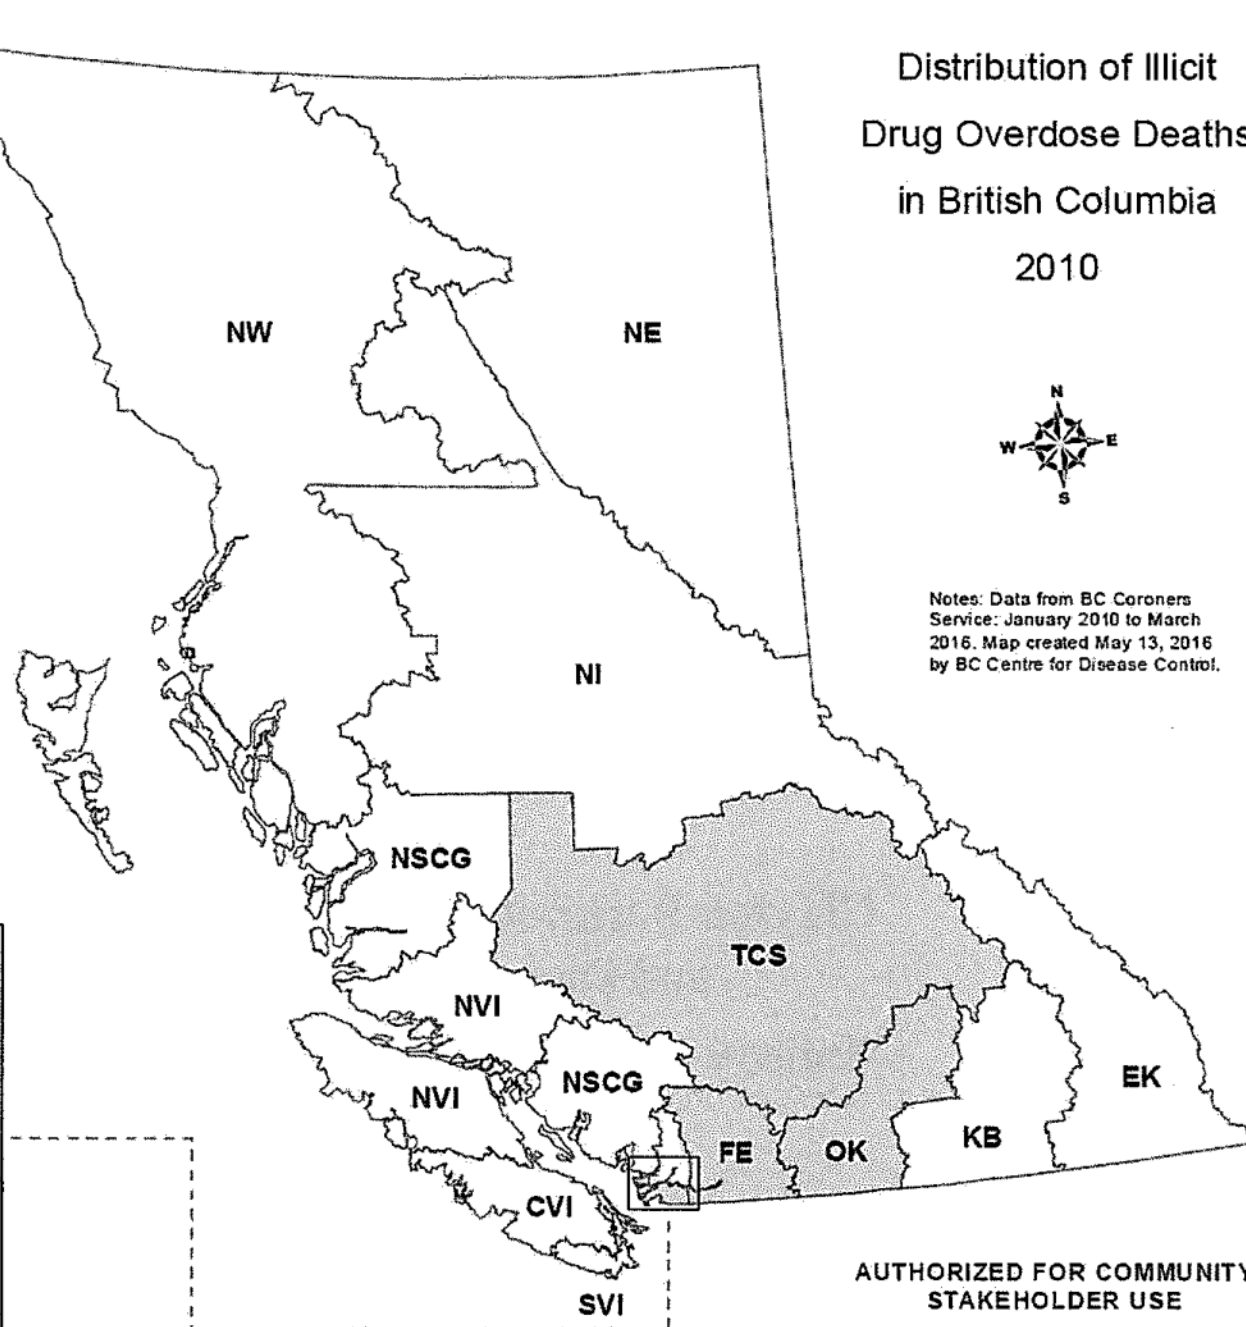 Distribution of Illicit
Drug Overdose Deaths
in British Columbia
2010
NW
NE
N
W
E
S
Notes: Data from BC Coroners
Service: January 2010 to March
2016. Map created May 13, 2016
by BC Centre for Disease Control.
NI
NSCG
TCS
NVI
NSCG
NVI
EK
KB
FE
OK
CVI
SVI
AUTHORIZED FOR COMMUNITY
STAKEHOLDER USE